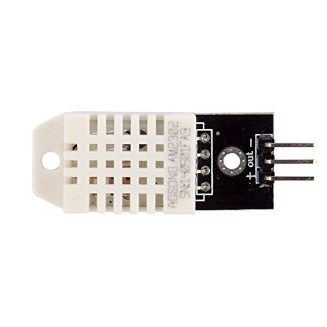 AOSONG AM2302
+ out -